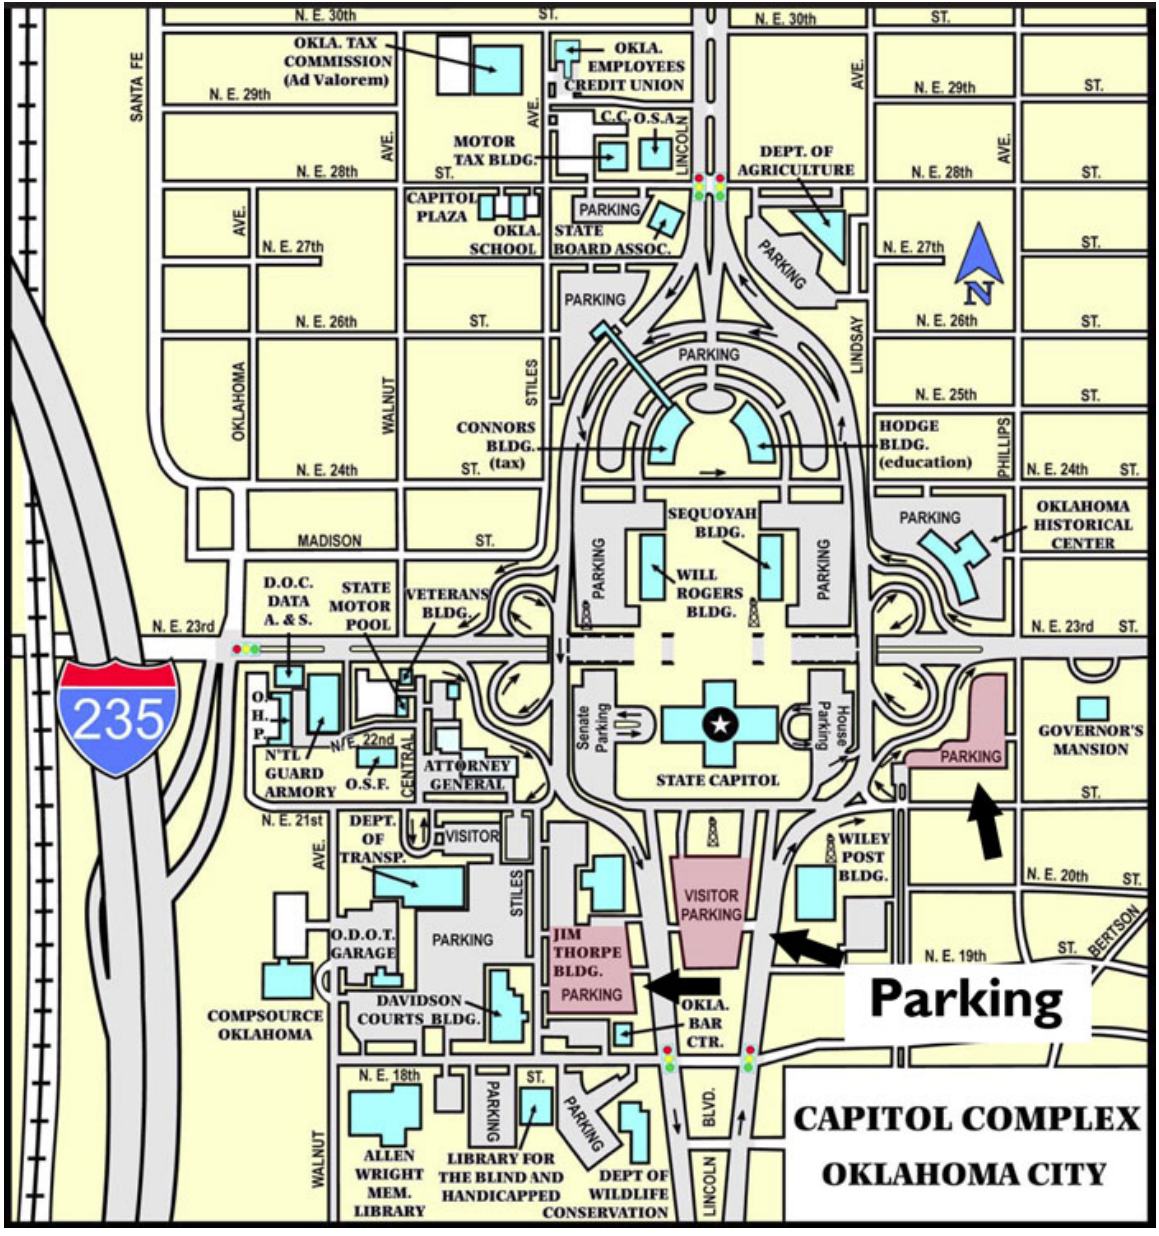 N. E. 30th
ST.
N. E. 30th
ST.
SANTA FE
OKLA. TAX
COMMISSION
(Ad Valorem)
OKLA.
EMPLOYEES
CREDIT UNION
AVE.
N. E. 29th
N. E. 29th
ST.
AVE.
C.C.O.S.A.
LINCOLN
MOTOR
TAX BLDG.
AVE.
DEPT. OF
AGRICULTURE
AVE.
N. E. 28th
ST.
N. E. 28th
ST.
CAPITOL
PLAZA
OKLA.
SCHOOL
PARKING
STATE
BOARD ASSOC.
AVE.
N. E. 27th
PARKING
N. E. 27th
ST.
N
PARKING
N. E. 26th
ST.
N. E. 26th
ST.
LINDSAY
PARKING
OKLAHOMA
WALNUT
STILES
N. E. 25th
ST.
CONNORS
BLDG.
(tax)
HODGE
BLDG.
(education)
PHILLIPS
N. E. 24th
ST.
N. E. 24th
ST.
SEQUOYAH
BLDG.
PARKING
OKLAHOMA
HISTORICAL
CENTER
MADISON
ST.
PARKING
WILL
ROGERS
BLDG.
PARKING
D.O.C.
DATA
A. & S.
STATE
MOTOR
POOL
VETERANS
BLDG.
N. E. 23rd
N. E. 23rd
ST.
235
O.
H.
P.
N'TL
GUARD
ARMORY
N. E. 22nd
O.S.F.
CENTRAL
ATTORNEY
GENERAL
Senate
Parking
STATE CAPITOL
House
Parking
PARKING
GOVERNOR'S
MANSION
ST.
N. E. 21st
AVE.
DEPT.
OF
TRANSP.
VISITOR
STILES
WILEY
POST
BLDG.
N. E. 20th
ST.
VISITOR
PARKING
BERTSON
O.D.O.T.
GARAGE
PARKING
JIM
THORPE
BLDG.
PARKING
N. E. 19th
ST.
Parking
COMPSOURCE
OKLAHOMA
DAVIDSON
COURTS BLDG.
OKLA.
BAR
CTR.
N. E. 18th
ST.
PARKING
PARKING
BLVD.
LINCOLN
WALNUT
ALLEN
WRIGHT
MEM.
LIBRARY
LIBRARY FOR
THE BLIND AND
HANDICAPPED
DEPT OF
WILDLIFE
CONSERVATION
CAPITOL COMPLEX
OKLAHOMA CITY